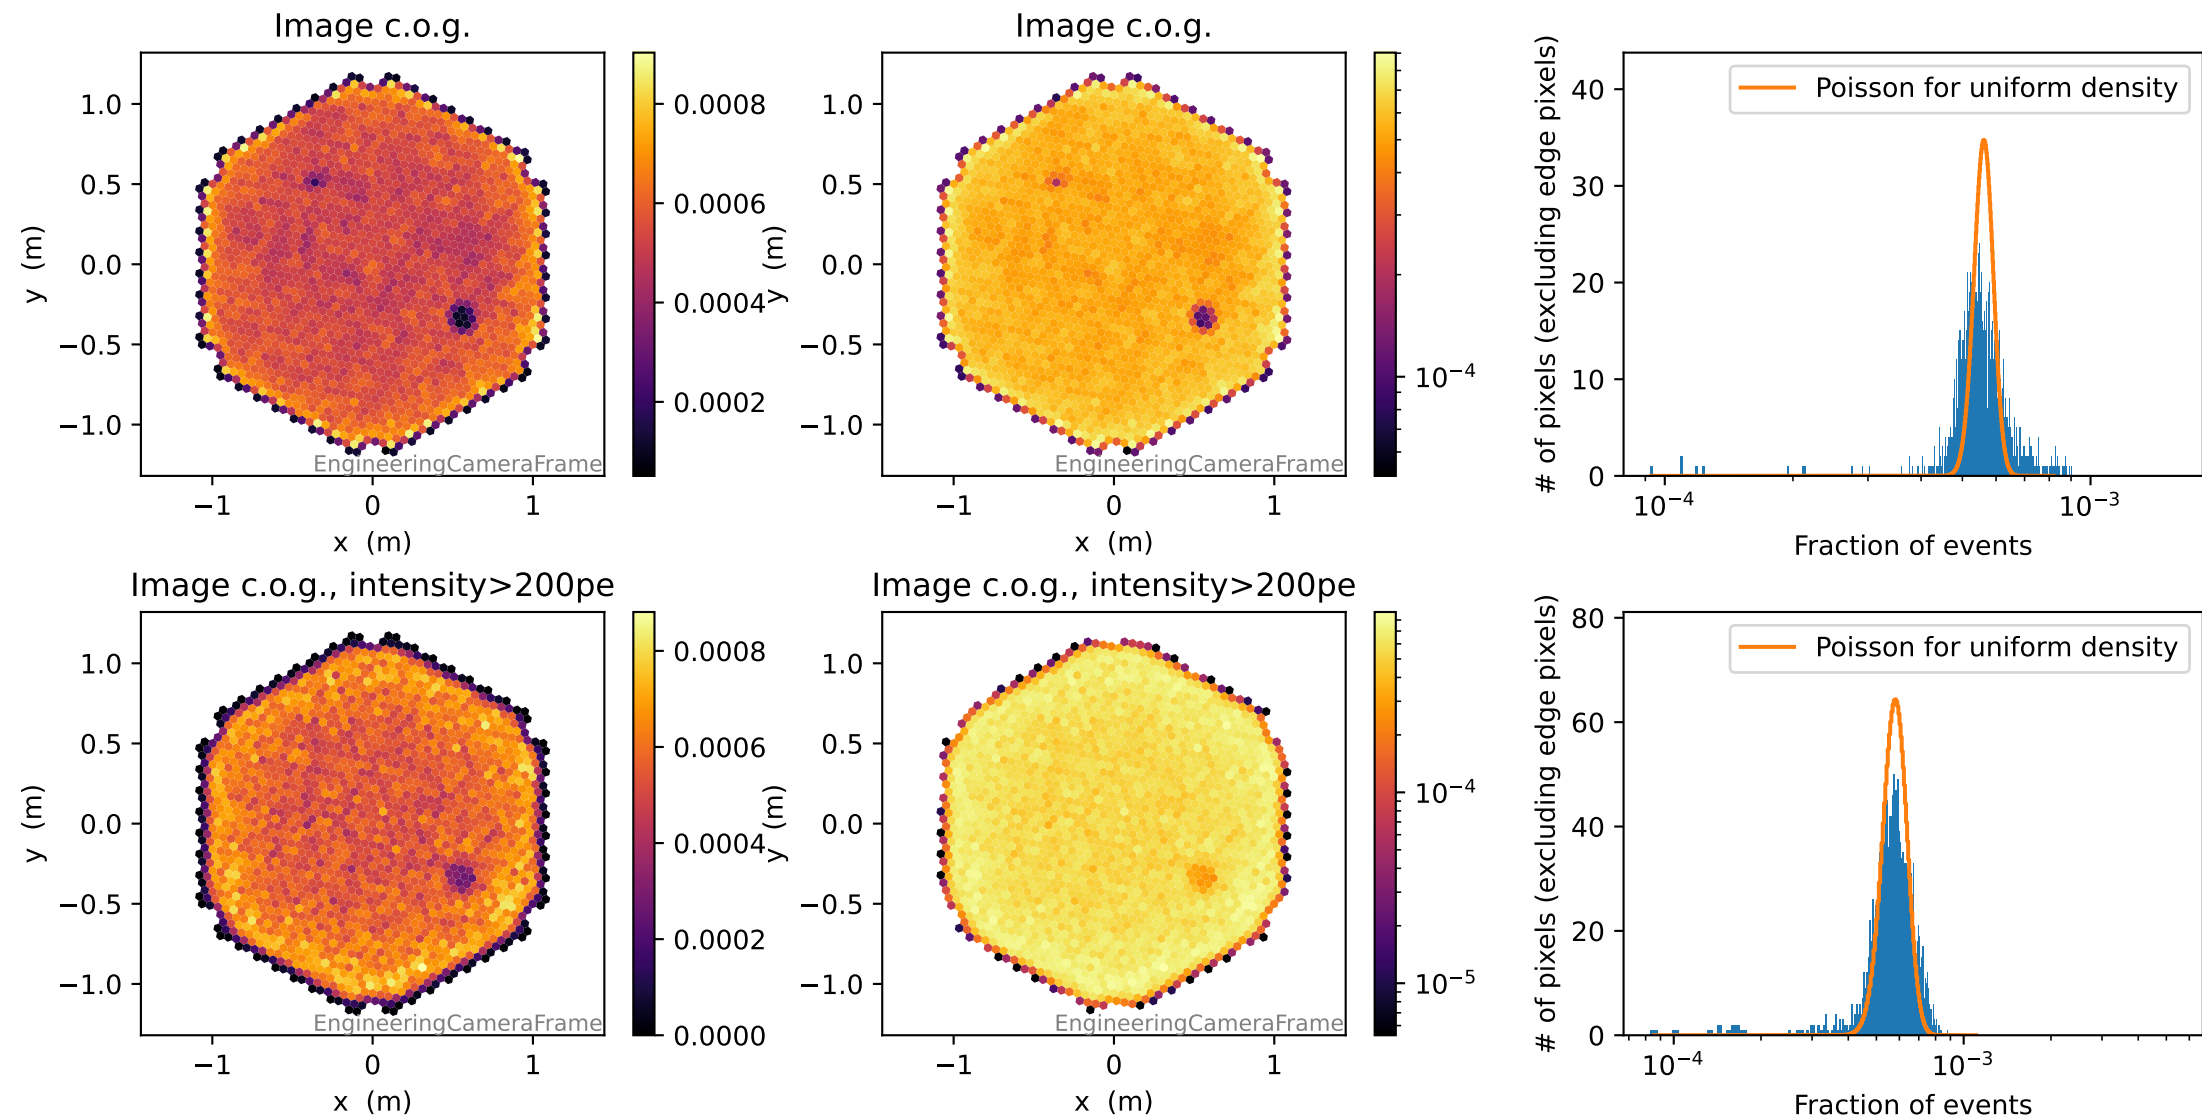 Image c.o.g.
1.0
0.5
0.0
−0.5
−1.0
y (m)
EngineeringCameraFrame
−1
0
1
x (m)
0.0008
0.0006
0.0004
0.0002
Image c.o.g.
1.0
0.5
0.0
−0.5
−1.0
y (m)
EngineeringCameraFrame
−1
0
1
x (m)
10⁻⁴
# of pixels (excluding edge pixels)
40
30
20
10
0
Poisson for uniform density
10⁻⁴
10⁻³
Fraction of events
Image c.o.g., intensity>200pe
1.0
0.5
0.0
−0.5
−1.0
y (m)
EngineeringCameraFrame
−1
0
1
x (m)
0.0008
0.0006
0.0004
0.0002
0.0000
Image c.o.g., intensity>200pe
1.0
0.5
0.0
−0.5
−1.0
y (m)
EngineeringCameraFrame
−1
0
1
x (m)
10⁻⁴
10⁻⁵
# of pixels (excluding edge pixels)
80
60
40
20
0
Poisson for uniform density
10⁻⁴
10⁻³
Fraction of events